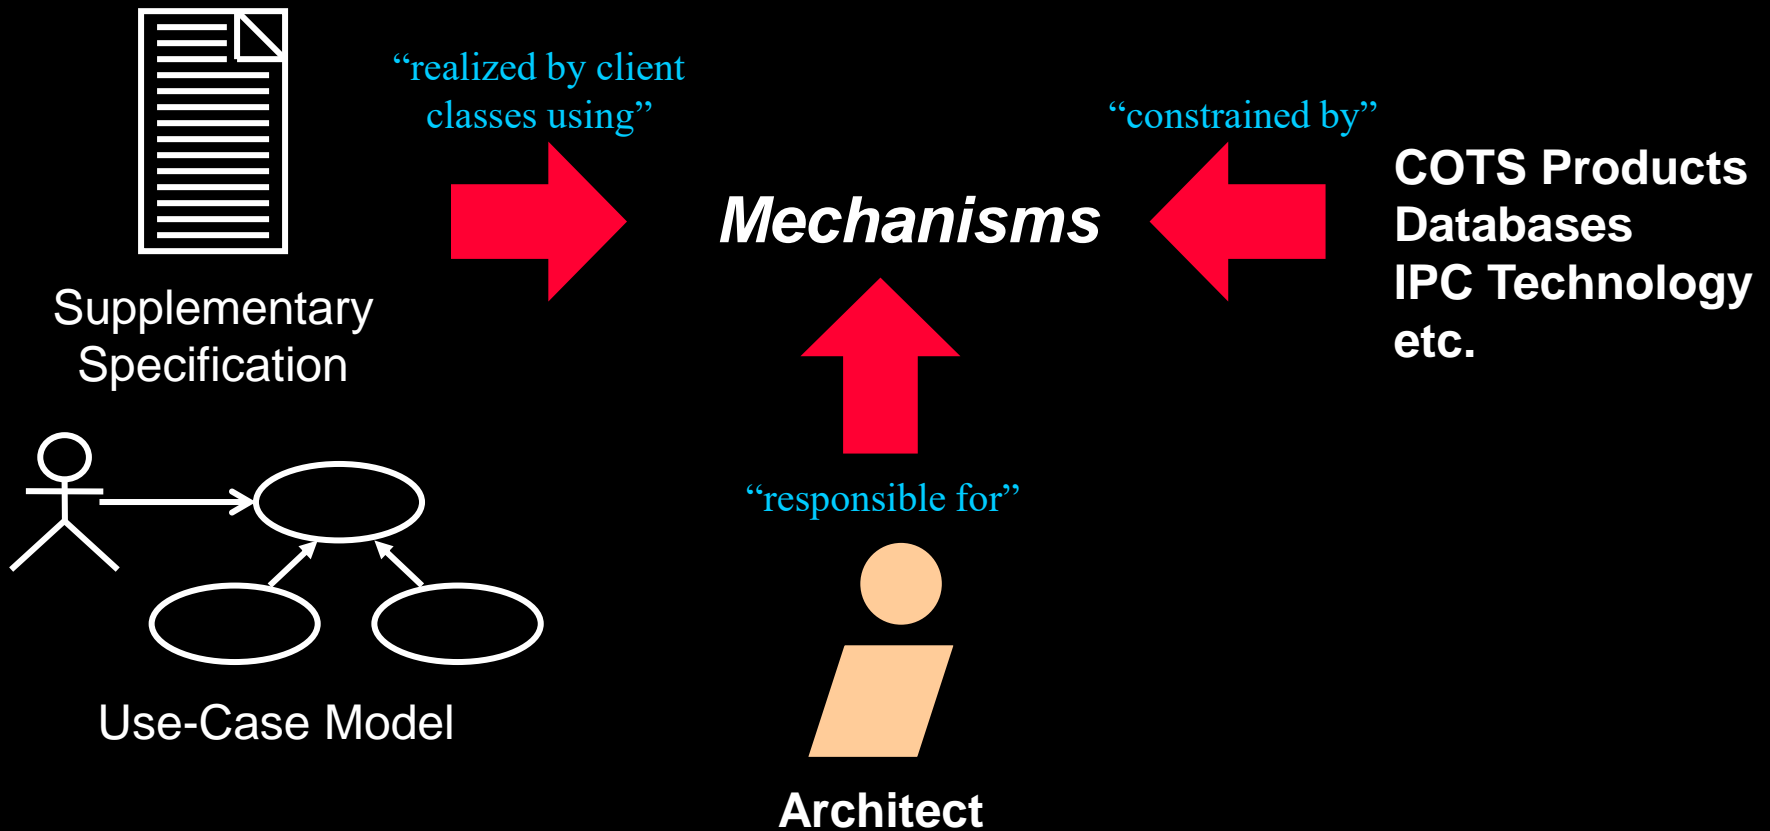 “realized by client
classes using”
“constrained by”
Mechanisms
COTS Products
Databases
IPC Technology
etc.
Supplementary
Specification
“responsible for”
Use-Case Model
Architect